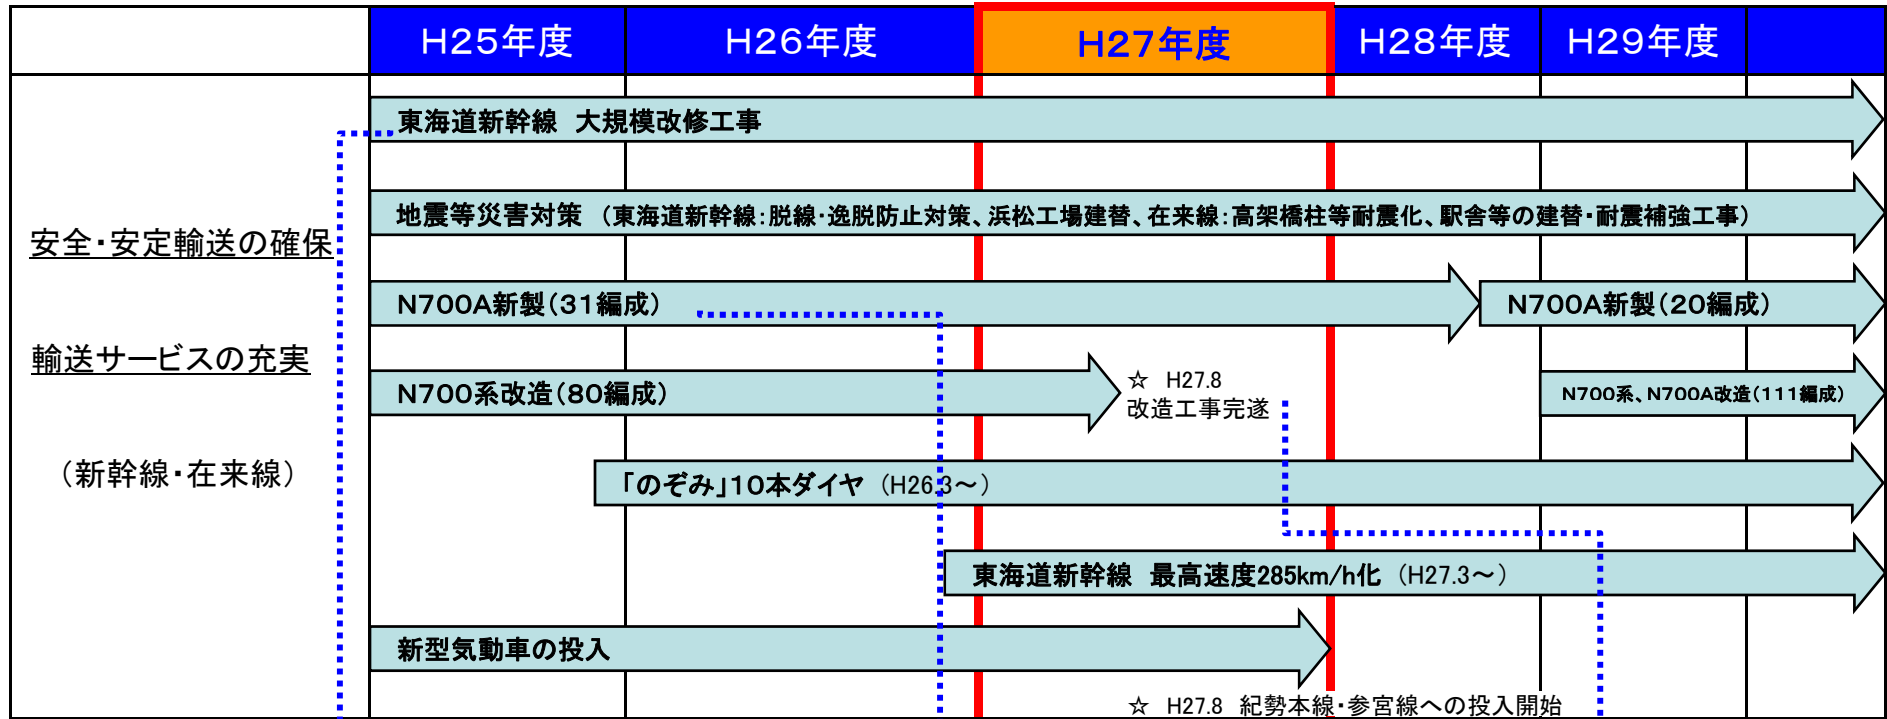 H25年度 H26年度 H27年度 H28年度 H29年度
東海道新幹線 大規模改修工事
地震等災害対策 (東海道新幹線:脱線・逸脱防止対策、浜松工場建替、在来線:高架橋柱等耐震化、駅舎等の建替・耐震補強工事)
安全・安定輸送の確保
N700A新製(31編成) N700A新製(20編成)
輸送サービスの充実
N700系改造(80編成)
☆ H27.8
改造工事完遂
N700系、N700A改造(111編成)
(新幹線・在来線)
「のぞみ」10本ダイヤ (H26.3~)
東海道新幹線 最高速度285km/h化 (H27.3~)
新型気動車の投入
☆ H27.8 紀勢本線・参宮線への投入開始